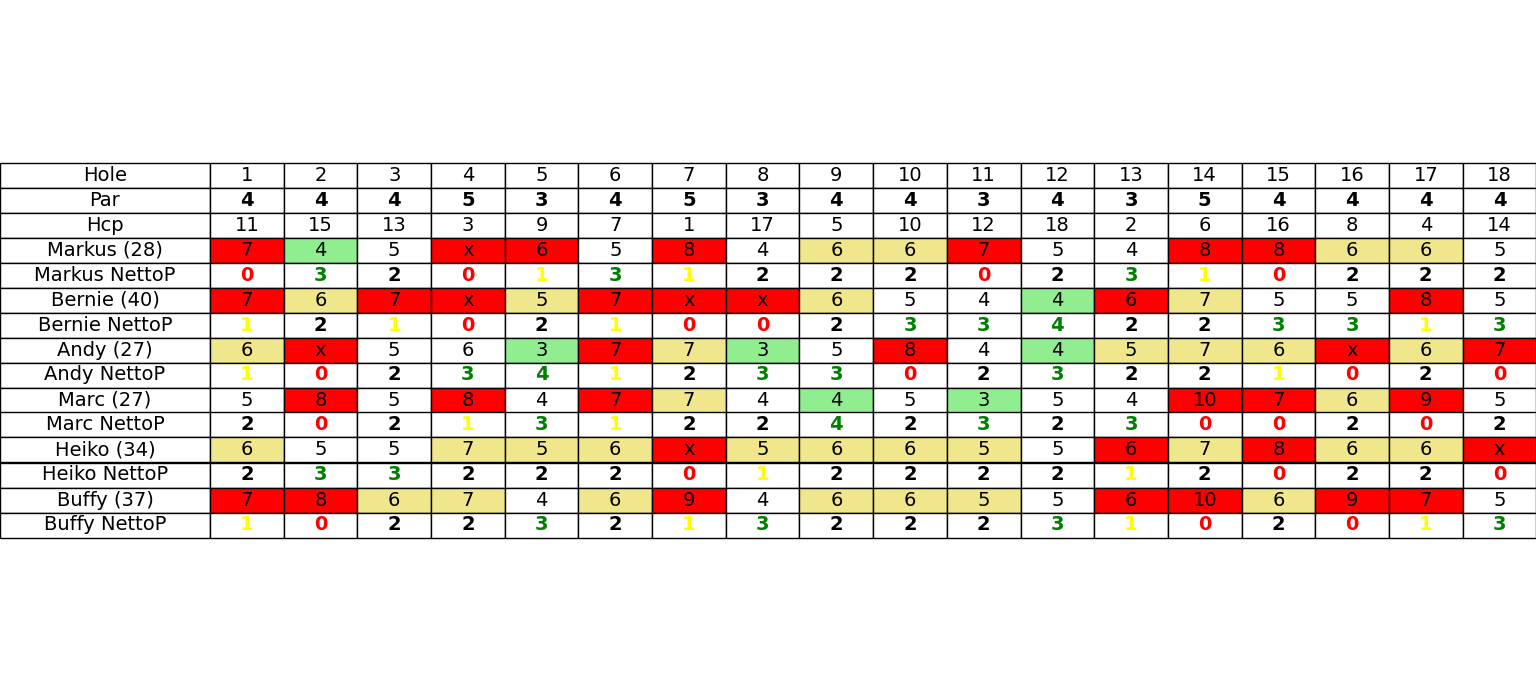 Hole 1 2 3 4 5 6 7 8 9 10 11 12 13 14 15 16 17 18
Par 4 4 4 5 3 4 5 3 4 4 3 4 3 5 4 4 4 4
Hcp 11 15 13 3 9 7 1 17 5 10 12 18 2 6 16 8 4 14
Markus (28) 7 4 5 x 6 5 8 4 6 6 7 5 4 8 8 6 6 5
Markus NettoP 0 3 2 0 1 3 1 2 2 2 0 2 3 1 0 2 2 2
Bernie (40) 7 6 7 x 5 7 x x 6 5 4 4 6 7 5 5 8 5
Bernie NettoP 1 2 1 0 2 1 0 0 2 3 3 4 2 2 3 3 1 3
Andy (27) 6 x 5 6 3 7 7 3 5 8 4 4 5 7 6 x 6 7
Andy NettoP 1 0 2 3 4 1 2 3 3 0 2 3 2 2 1 0 2 0
Marc (27) 5 8 5 8 4 7 7 4 4 5 3 5 4 10 7 6 9 5
Marc NettoP 2 0 2 1 3 1 2 2 4 2 3 2 3 0 0 2 0 2
Heiko (34) 6 5 5 7 5 6 x 5 6 6 5 5 6 7 8 6 6 x
Heiko NettoP 2 3 3 2 2 2 0 1 2 2 2 2 1 2 0 2 2 0
Buffy (37) 7 8 6 7 4 6 9 4 6 6 5 5 6 10 6 9 7 5
Buffy NettoP 1 0 2 2 3 2 1 3 2 2 2 3 1 0 2 0 1 3